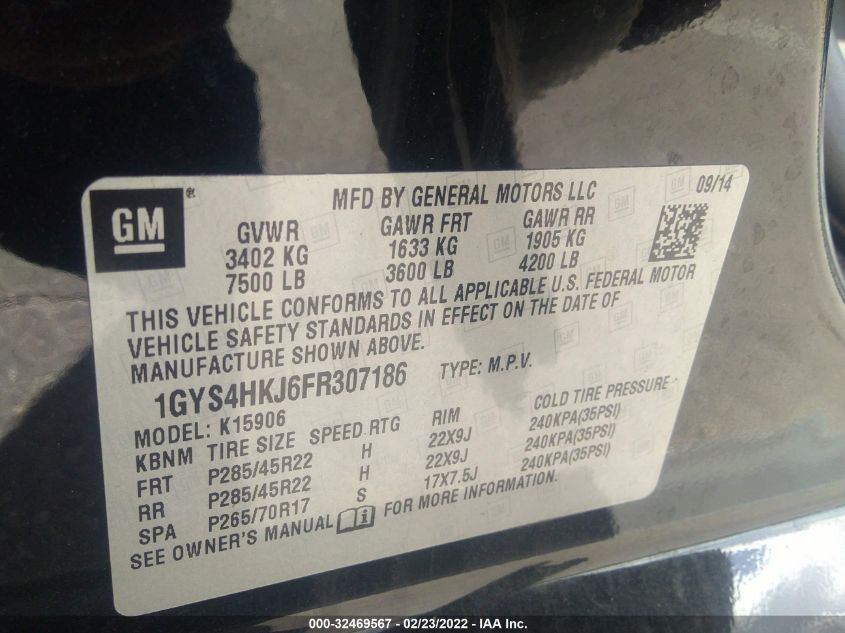 GM ®
MFD BY GENERAL MOTORS LLC 09/14
GVWR GAWR FRT GAWR RR
3402 KG 1633 KG 1905 KG
7500 LB 3600 LB 4200 LB
THIS VEHICLE CONFORMS TO ALL APPLICABLE U.S. FEDERAL MOTOR
VEHICLE SAFETY STANDARDS IN EFFECT ON THE DATE OF
MANUFACTURE SHOWN ABOVE.
1GYS4HKJ6FR307186 TYPE: M.P.V.
MODEL: K15906
KBNM TIRE SIZE SPEED RTG RIM COLD TIRE PRESSURE
FRT P285/45R22 H 22X9J 240KPA(35PSI)
RR P285/45R22 H 22X9J 240KPA(35PSI)
SPA P265/70R17 S 17X7.5J 240KPA(35PSI)
SEE OWNER'S MANUAL FOR MORE INFORMATION.
000-32469567 - 02/23/2022 - IAA Inc.